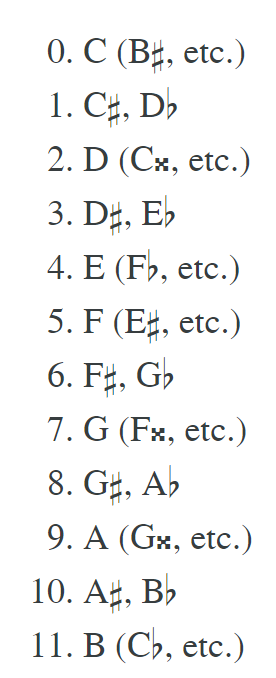 0. C (B♯, etc.)
1. C♯, D♭
2. D (C𝄪, etc.)
3. D♯, E♭
4. E (F♭, etc.)
5. F (E♯, etc.)
6. F♯, G♭
7. G (F𝄪, etc.)
8. G♯, A♭
9. A (G𝄪, etc.)
10. A♯, B♭
11. B (C♭, etc.)